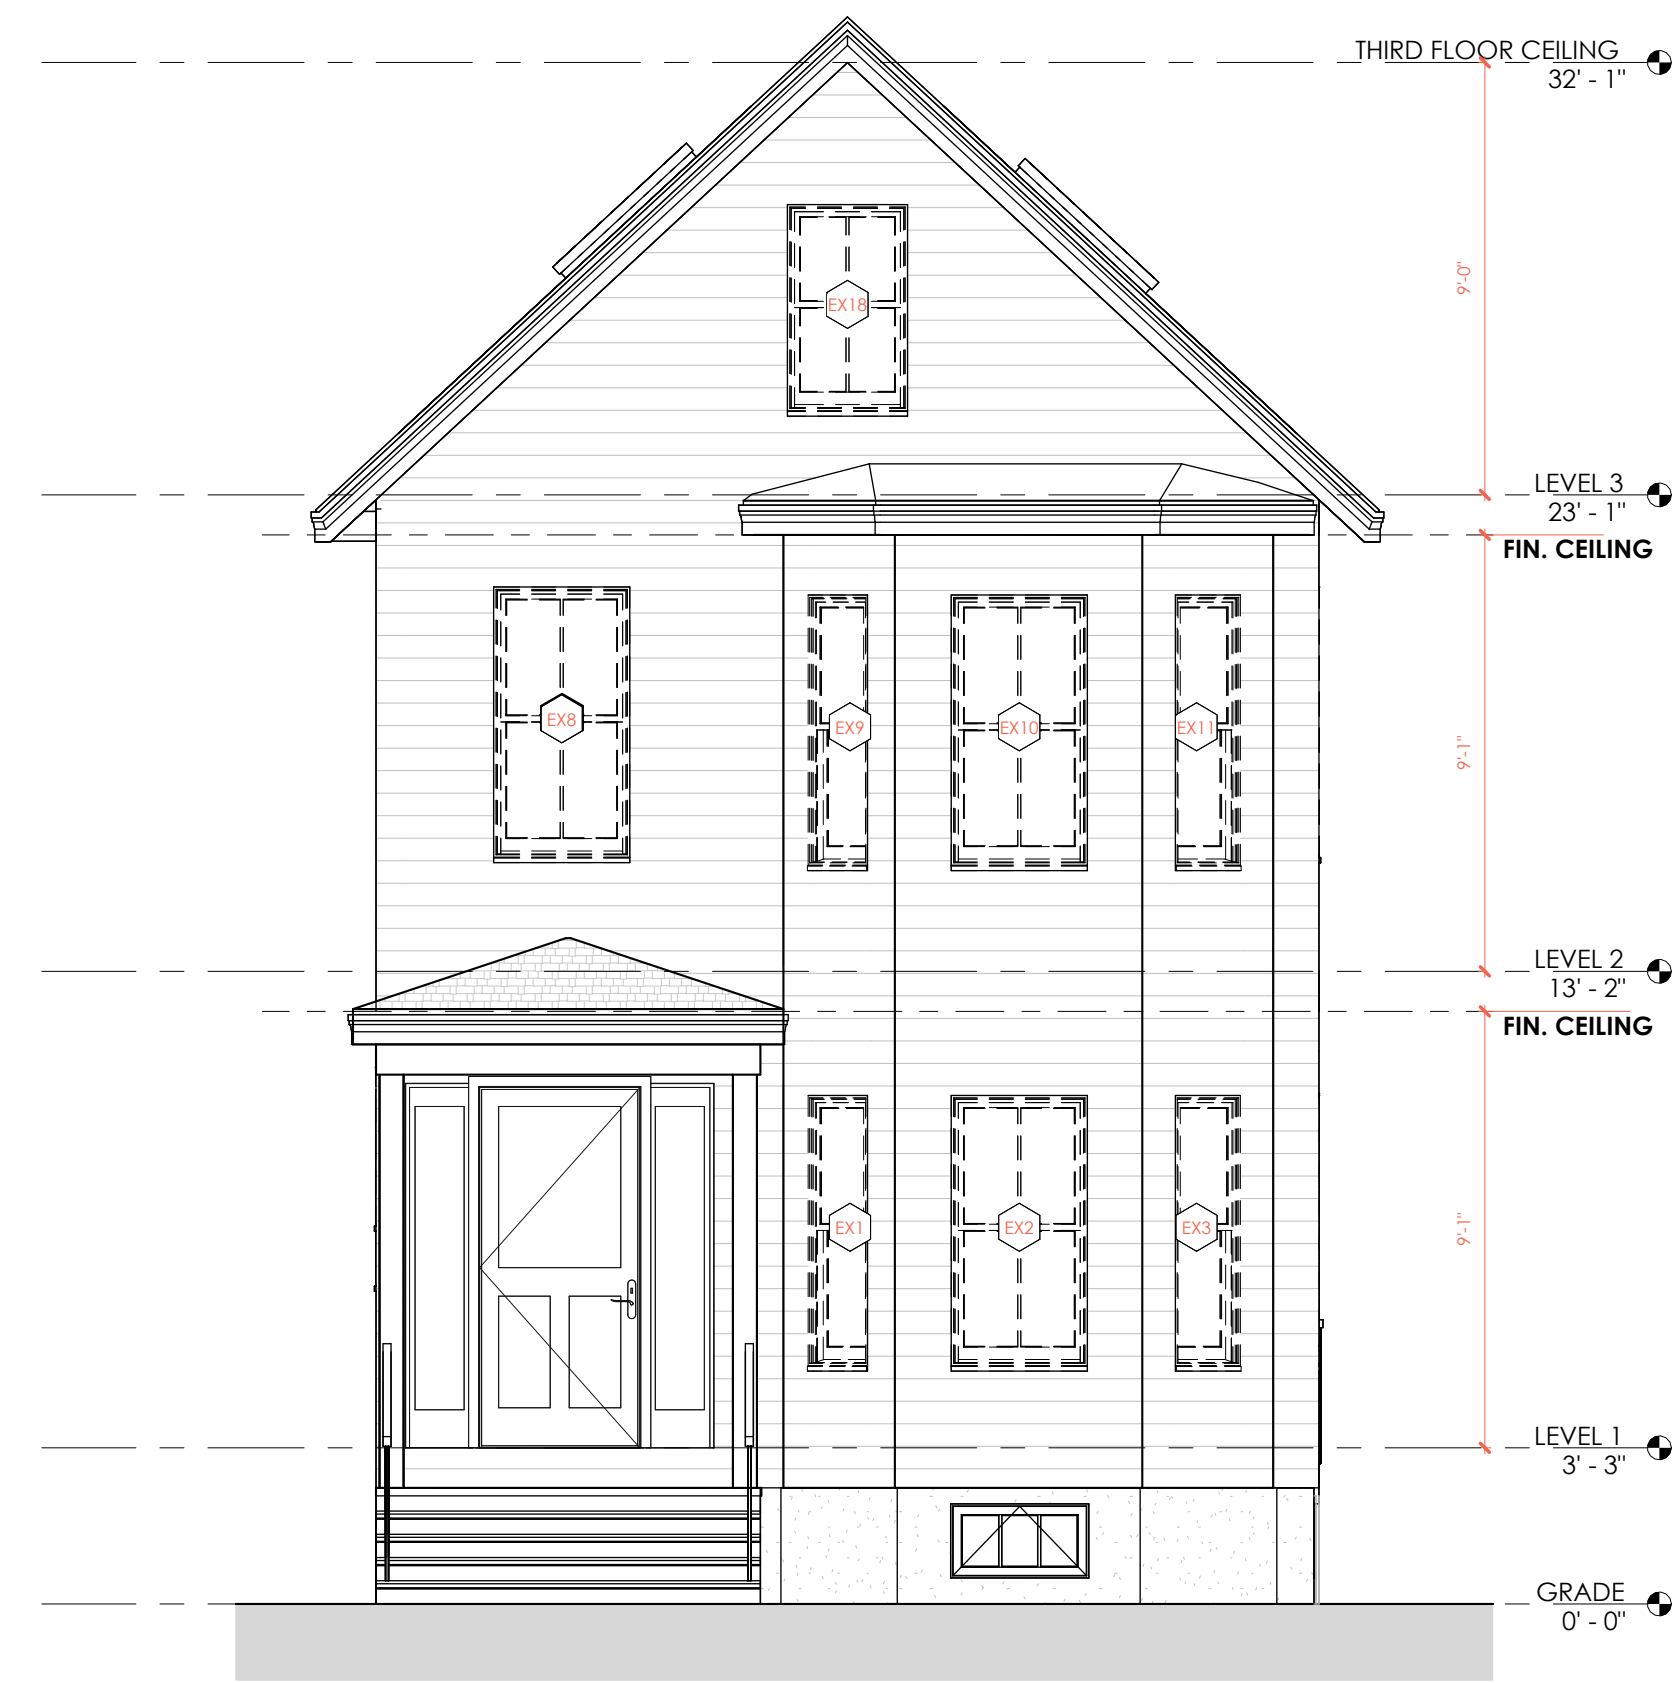 THIRD FLOOR CEILING
32' - 1"
9'-0"
EX18
LEVEL 3
23' - 1"
FIN. CEILING
EX8
EX9
EX10
EX11
9'-1"
LEVEL 2
13' - 2"
FIN. CEILING
EX1
EX2
EX3
9'-1"
LEVEL 1
3' - 3"
GRADE
0' - 0"